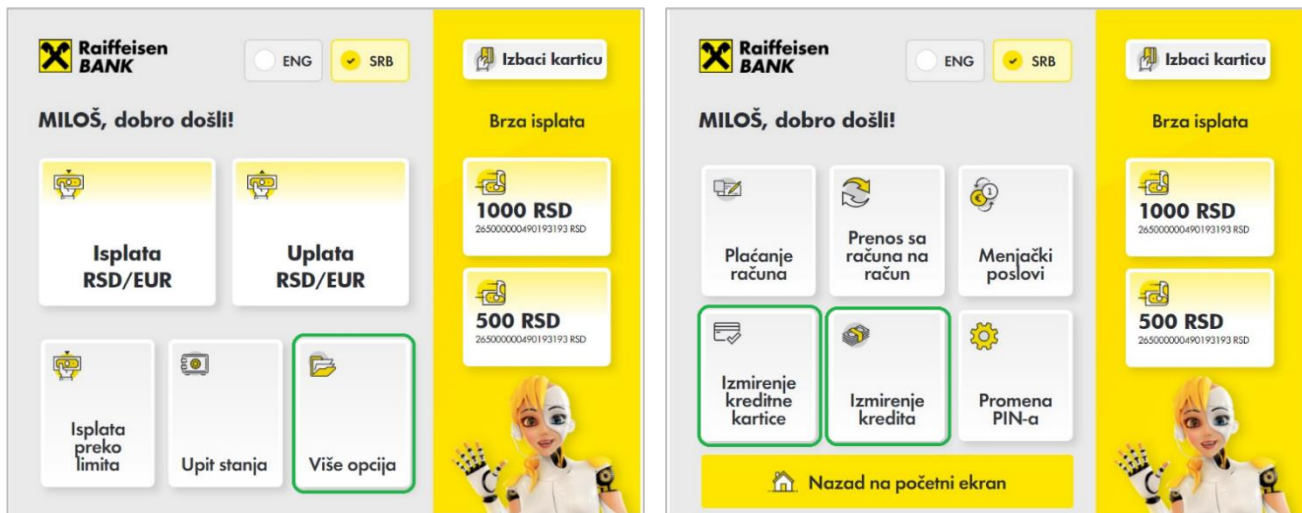 Raiffeisen
BANK
ENG
SRB
Izbaci karticu
MILOŠ, dobro došli!
Brza isplata
Isplata
RSD/EUR
Uplata
RSD/EUR
1000 RSD
265000000490193193 RSD
500 RSD
265000000490193193 RSD
Isplata
preko
limita
Upit stanja
Više opcija
Raiffeisen
BANK
ENG
SRB
Izbaci karticu
MILOŠ, dobro došli!
Brza isplata
Plaćanje
računa
Prenos sa
računa na
račun
Menjački
poslovi
1000 RSD
265000000490193193 RSD
500 RSD
265000000490193193 RSD
Izmirenje
kreditne
kartice
Izmirenje
kredita
Promena
PIN-a
Nazad na početni ekran